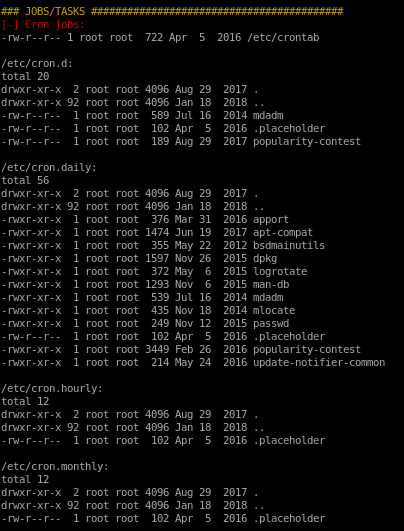 ### JOBS/TASKS ##########################################
[-] Cron jobs:
-rw-r--r-- 1 root root  722 Apr  5  2016 /etc/crontab

/etc/cron.d:
total 20
drwxr-xr-x  2 root root 4096 Aug 29  2017 .
drwxr-xr-x 92 root root 4096 Jan 18  2018 ..
-rw-r--r--  1 root root  589 Jul 16  2014 mdadm
-rw-r--r--  1 root root  102 Apr  5  2016 .placeholder
-rw-r--r--  1 root root  189 Aug 29  2017 popularity-contest

/etc/cron.daily:
total 56
drwxr-xr-x  2 root root 4096 Aug 29  2017 .
drwxr-xr-x 92 root root 4096 Jan 18  2018 ..
-rwxr-xr-x  1 root root  376 Mar 31  2016 apport
-rwxr-xr-x  1 root root 1474 Jun 19  2017 apt-compat
-rwxr-xr-x  1 root root  355 May 22  2012 bsdmainutils
-rwxr-xr-x  1 root root 1597 Nov 26  2015 dpkg
-rwxr-xr-x  1 root root  372 May  6  2015 logrotate
-rwxr-xr-x  1 root root 1293 Nov  6  2015 man-db
-rwxr-xr-x  1 root root  539 Jul 16  2014 mdadm
-rwxr-xr-x  1 root root  435 Nov 18  2014 mlocate
-rwxr-xr-x  1 root root  249 Nov 12  2015 passwd
-rw-r--r--  1 root root  102 Apr  5  2016 .placeholder
-rwxr-xr-x  1 root root 3449 Feb 26  2016 popularity-contest
-rwxr-xr-x  1 root root  214 May 24  2016 update-notifier-common

/etc/cron.hourly:
total 12
drwxr-xr-x  2 root root 4096 Aug 29  2017 .
drwxr-xr-x 92 root root 4096 Jan 18  2018 ..
-rw-r--r--  1 root root  102 Apr  5  2016 .placeholder

/etc/cron.monthly:
total 12
drwxr-xr-x  2 root root 4096 Aug 29  2017 .
drwxr-xr-x 92 root root 4096 Jan 18  2018 ..
-rw-r--r--  1 root root  102 Apr  5  2016 .placeholder